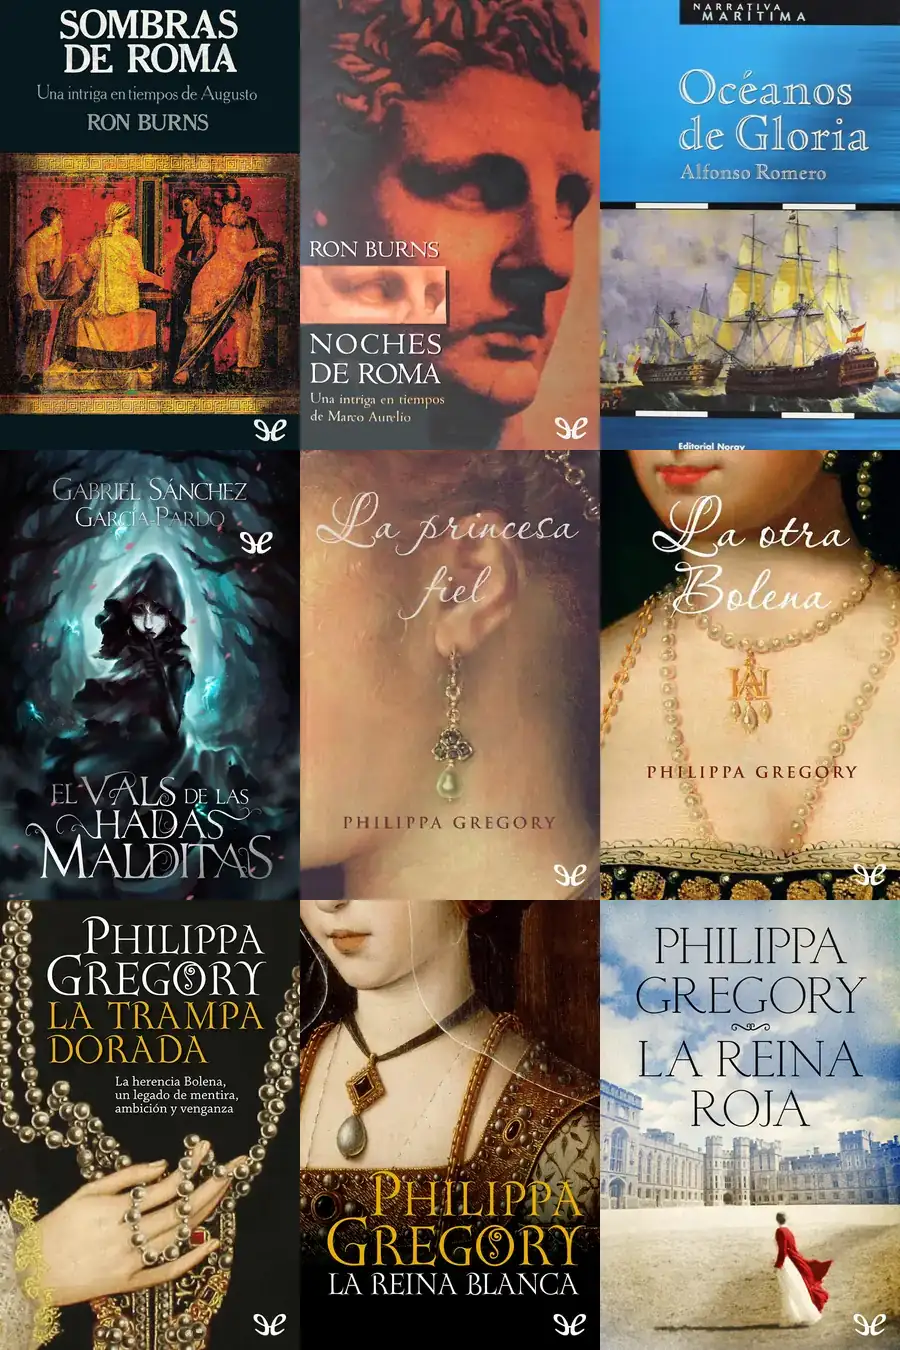 SOMBRAS
DE ROMA
Una intriga en tiempos de Augusto
RON BURNS
RON BURNS
NOCHES
DE ROMA
Una intriga en tiempos
de Marco Aurelio
NARRATIVA
MARÍTIMA
Océanos
de Gloria
Alfonso Romero
Editorial Noray
GABRIEL SÁNCHEZ
GARCÍA-PARDO
EL VALS DE LAS
HADAS
MALDITAS
La princesa
fiel
PHILIPPA GREGORY
La otra
Bolena
PHILIPPA GREGORY
PHILIPPA
GREGORY
LA TRAMPA
DORADA
La herencia Bolena,
un legado de mentira,
ambición y venganza
PHILIPPA
GREGORY
LA REINA BLANCA
PHILIPPA
GREGORY
LA REINA
ROJA